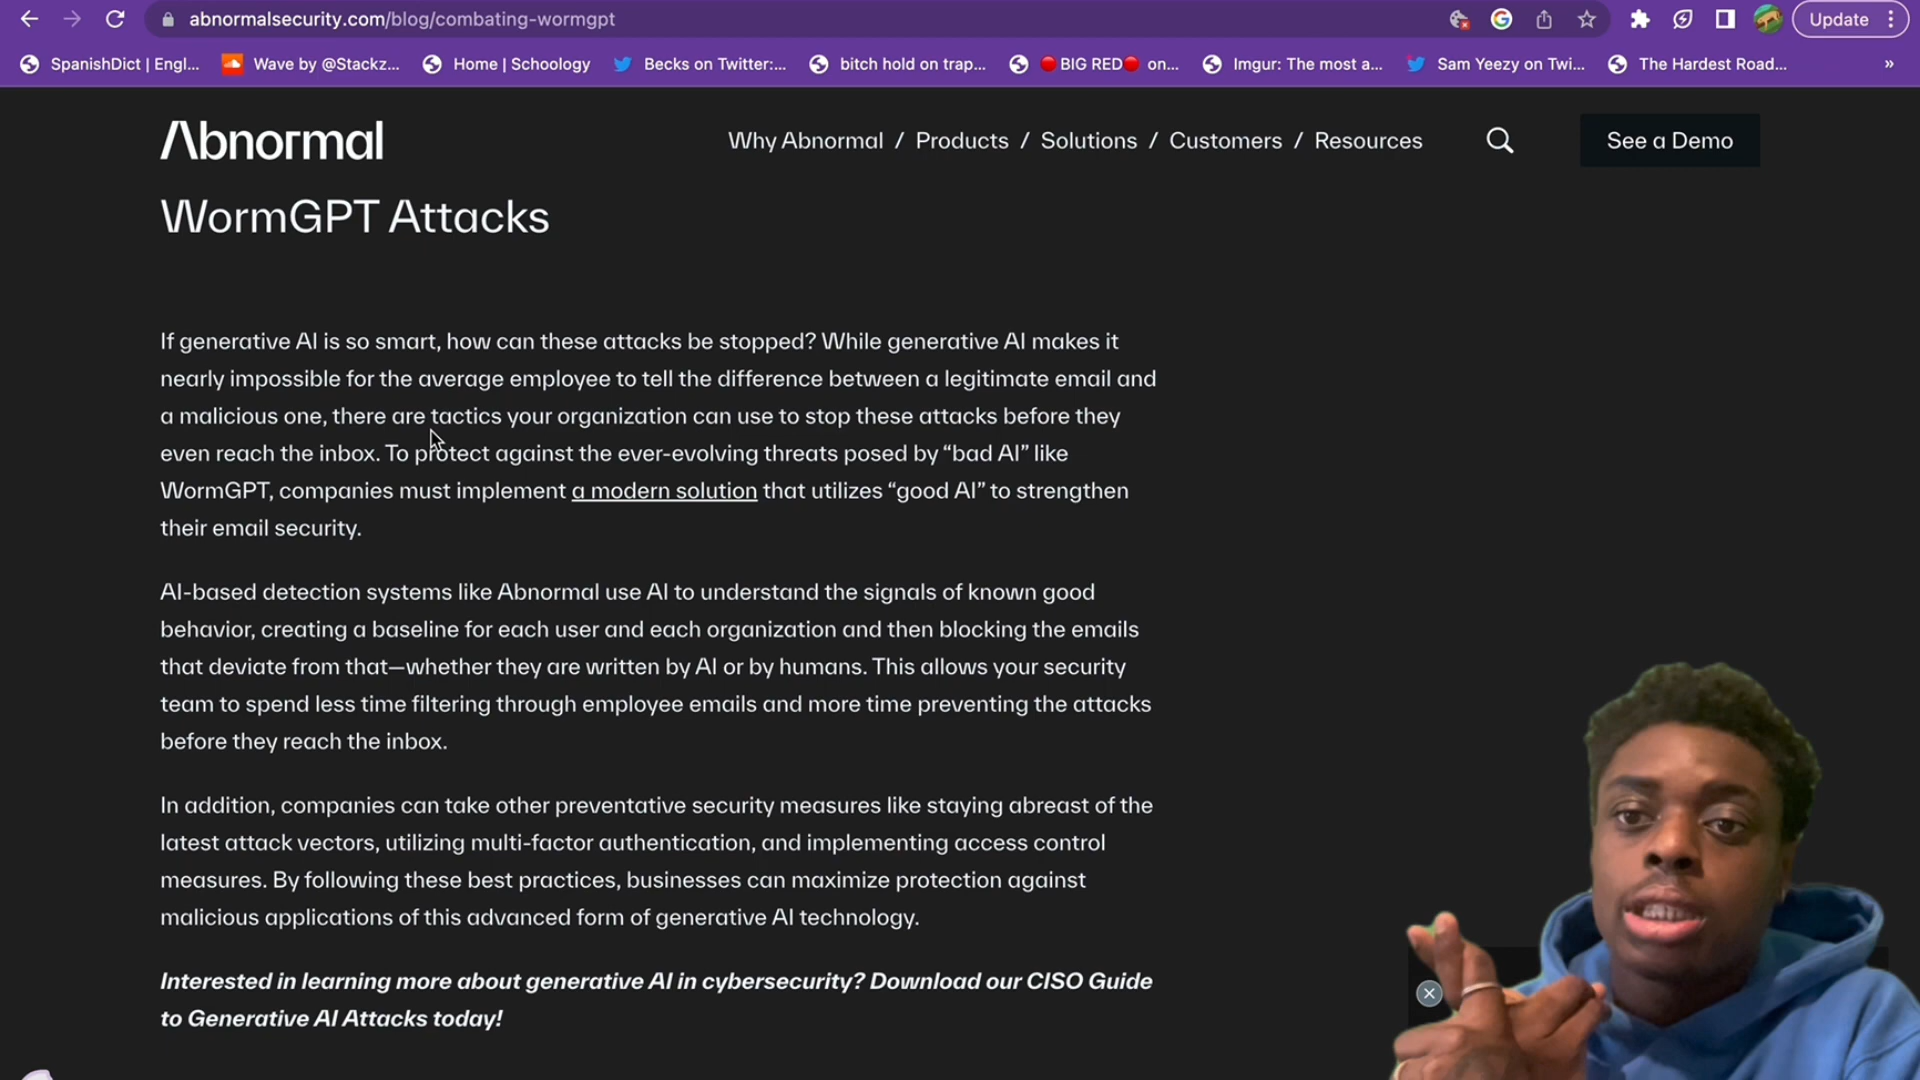 abnormalsecurity.com/blog/combating-wormgpt
Update
SpanishDict | Engl...
Wave by @Stackz...
Home | Schoology
Becks on Twitter:...
bitch hold on trap...
🔴BIG RED🔴 on...
Imgur: The most a...
Sam Yeezy on Twi...
The Hardest Road...
»
Abnormal
Why Abnormal / Products / Solutions / Customers / Resources
See a Demo
WormGPT Attacks
If generative AI is so smart, how can these attacks be stopped? While generative AI makes it
nearly impossible for the average employee to tell the difference between a legitimate email and
a malicious one, there are tactics your organization can use to stop these attacks before they
even reach the inbox. To protect against the ever-evolving threats posed by “bad AI” like
WormGPT, companies must implement a modern solution that utilizes “good AI” to strengthen
their email security.
AI-based detection systems like Abnormal use AI to understand the signals of known good
behavior, creating a baseline for each user and each organization and then blocking the emails
that deviate from that—whether they are written by AI or by humans. This allows your security
team to spend less time filtering through employee emails and more time preventing the attacks
before they reach the inbox.
In addition, companies can take other preventative security measures like staying abreast of the
latest attack vectors, utilizing multi-factor authentication, and implementing access control
measures. By following these best practices, businesses can maximize protection against
malicious applications of this advanced form of generative AI technology.
Interested in learning more about generative AI in cybersecurity? Download our CISO Guide
to Generative AI Attacks today!